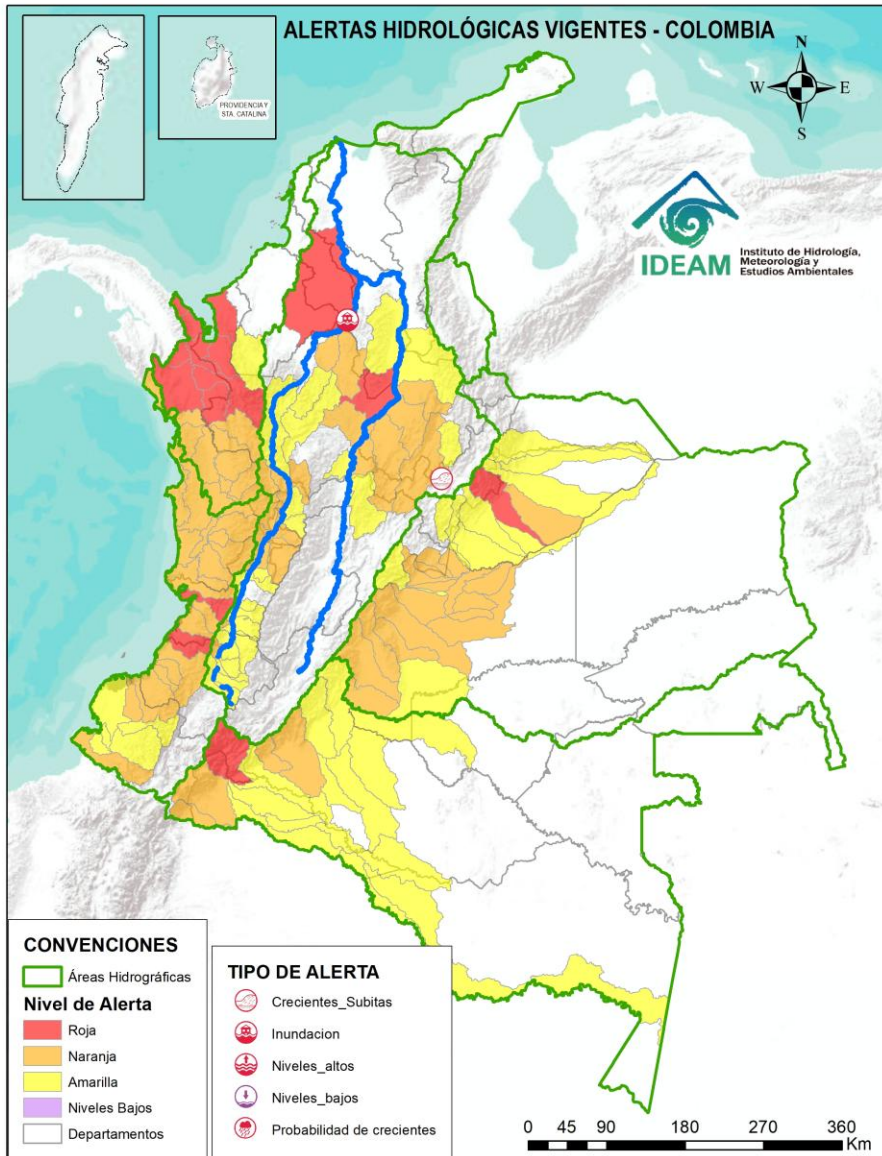 ALERTAS HIDROLÓGICAS VIGENTES - COLOMBIA
PROVIDENCIA Y
STA. CATALINA
N
W
E
S
IDEAM
Instituto de Hidrología,
Meteorología y
Estudios Ambientales
CONVENCIONES
Áreas Hidrográficas
Nivel de Alerta
Roja
Naranja
Amarilla
Niveles Bajos
Departamentos
TIPO DE ALERTA
Crecientes_Subitas
Inundacion
Niveles_altos
Niveles_bajos
Probabilidad de crecientes
0 45 90 180 270 360
Km